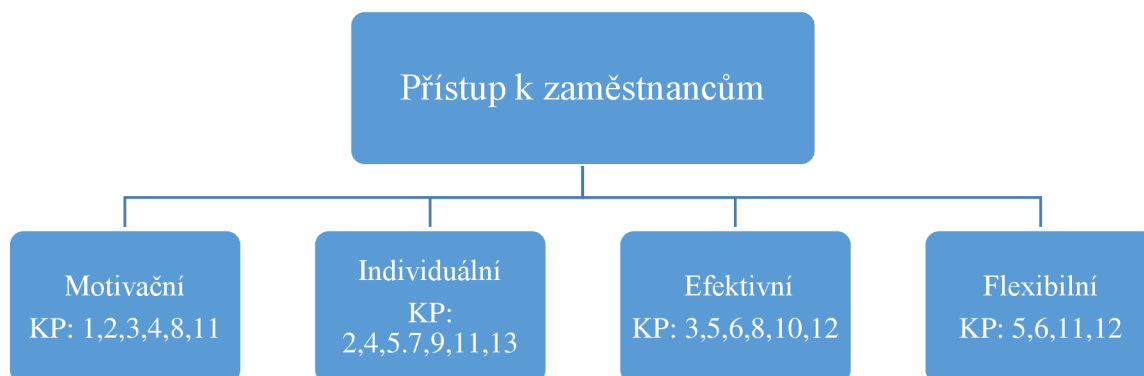 Přístup k zaměstnancům
Motivační
KP: 1,2,3,4,8,11
Individuální
KP:
2,4,5.7,9,11,13
Efektivní
KP: 3,5,6,8,10,12
Flexibilní
KP: 5,6,11,12